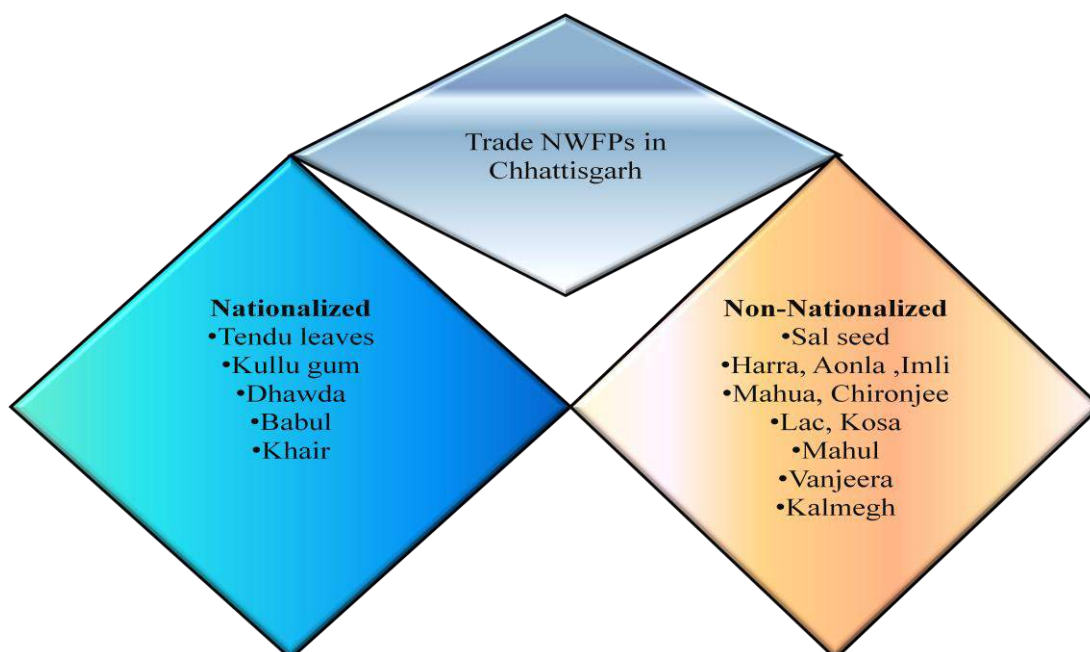 Trade NWFPs in
Chhattisgarh
Nationalized
•Tendu leaves
•Kullu gum
•Dhawda
•Babul
•Khair
Non-Nationalized
•Sal seed
•Harra, Aonla ,Imli
•Mahua, Chironjee
•Lac, Kosa
•Mahul
•Vanjeera
•Kalmegh